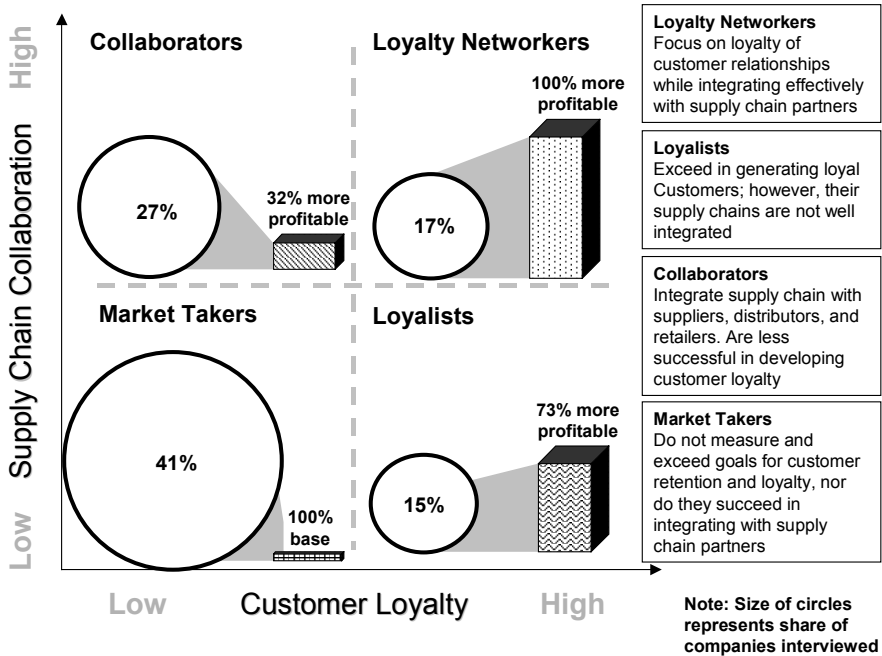 High
Supply Chain Collaboration
Low
Collaborators
27%
32% more
profitable
Loyalty Networkers
100% more
profitable
17%
Market Takers
41%
100%
base
Loyalists
73% more
profitable
15%
Low
Customer Loyalty
High
Loyalty Networkers
Focus on loyalty of
customer relationships
while integrating effectively
with supply chain partners
Loyalists
Exceed in generating loyal
Customers; however, their
supply chains are not well
integrated
Collaborators
Integrate supply chain with
suppliers, distributors, and
retailers. Are less
successful in developing
customer loyalty
Market Takers
Do not measure and
exceed goals for customer
retention and loyalty, nor
do they succeed in
integrating with supply
chain partners
Note: Size of circles
represents share of
companies interviewed